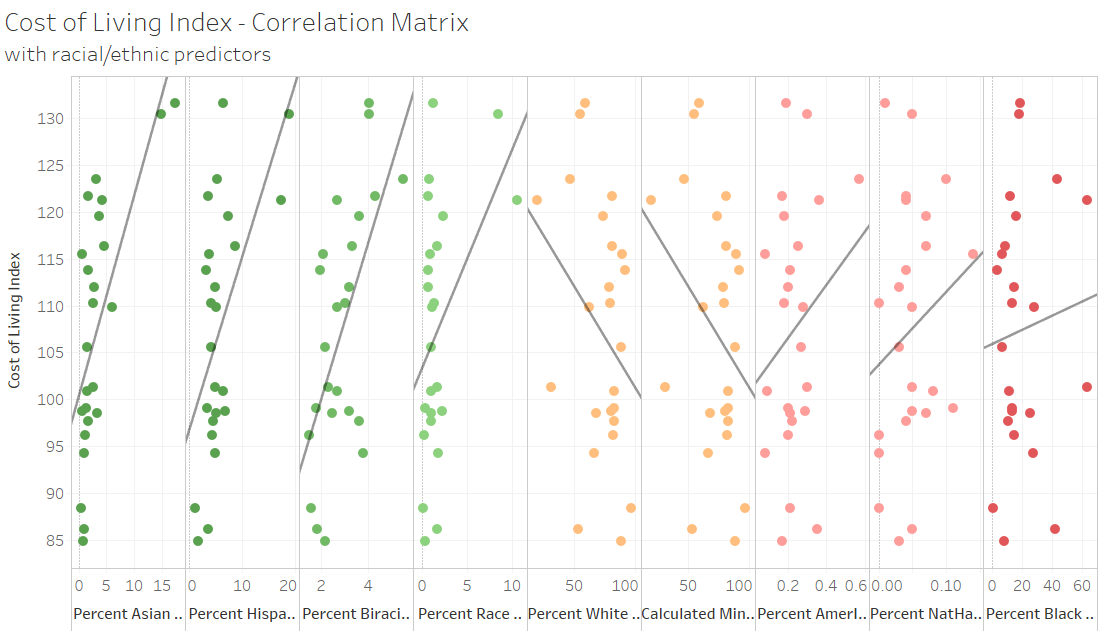 Cost of Living Index - Correlation Matrix
with racial/ethnic predictors
Cost of Living Index
130
125
120
115
110
105
100
95
90
85
0 5 10 15 0 10 20 2 4 0 5 10 50 100 50 100 0.2 0.4 0.6 0.00 0.10 0 20 40 60
Percent Asian .. Percent Hispa.. Percent Biraci.. Percent Race .. Percent White .. Calculated Min.. Percent AmerI.. Percent NatHa.. Percent Black ..